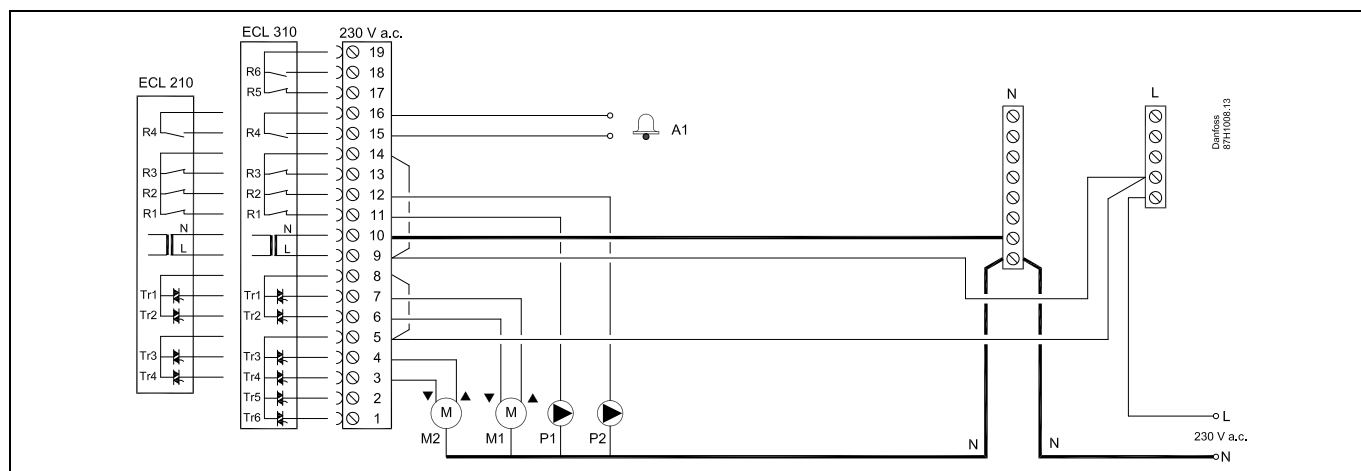 ECL 310
230 V a.c.
ECL 210
R6
R5
R4
R3
R2
R1
N
L
Tr1
Tr2
Tr3
Tr4
R4
R3
R2
R1
N
L
Tr1
Tr2
Tr3
Tr4
Tr5
Tr6
19
18
17
16
15
14
13
12
11
10
9
8
7
6
5
4
3
2
1
A1
N
L
Danfoss
87H1008.13
M
M
M2
M1
P1
P2
N
N
L
230 V a.c.
N